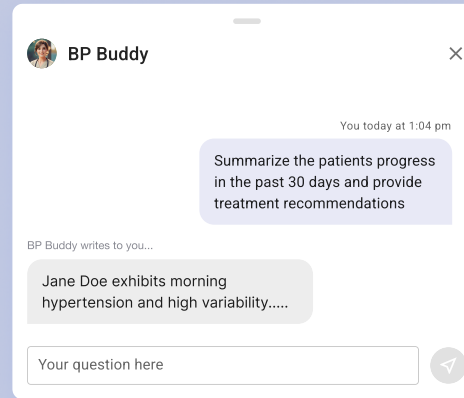 BP Buddy
You today at 1:04 pm
Summarize the patients progress
in the past 30 days and provide
treatment recommendations
BP Buddy writes to you...
Jane Doe exhibits morning
hypertension and high variability.....
Your question here